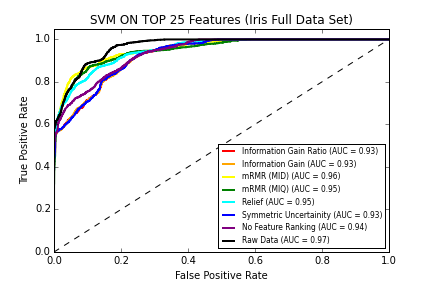 SVM ON TOP 25 Features (Iris Full Data Set)
True Positive Rate
1.0
0.8
0.6
0.4
0.2
0.0
Information Gain Ratio (AUC = 0.93)
Information Gain (AUC = 0.93)
mRMR (MID) (AUC = 0.96)
mRMR (MIQ) (AUC = 0.95)
Relief (AUC = 0.95)
Symmetric Uncertainity (AUC = 0.93)
No Feature Ranking (AUC = 0.94)
Raw Data (AUC = 0.97)
0.0 0.2 0.4 0.6 0.8 1.0
False Positive Rate